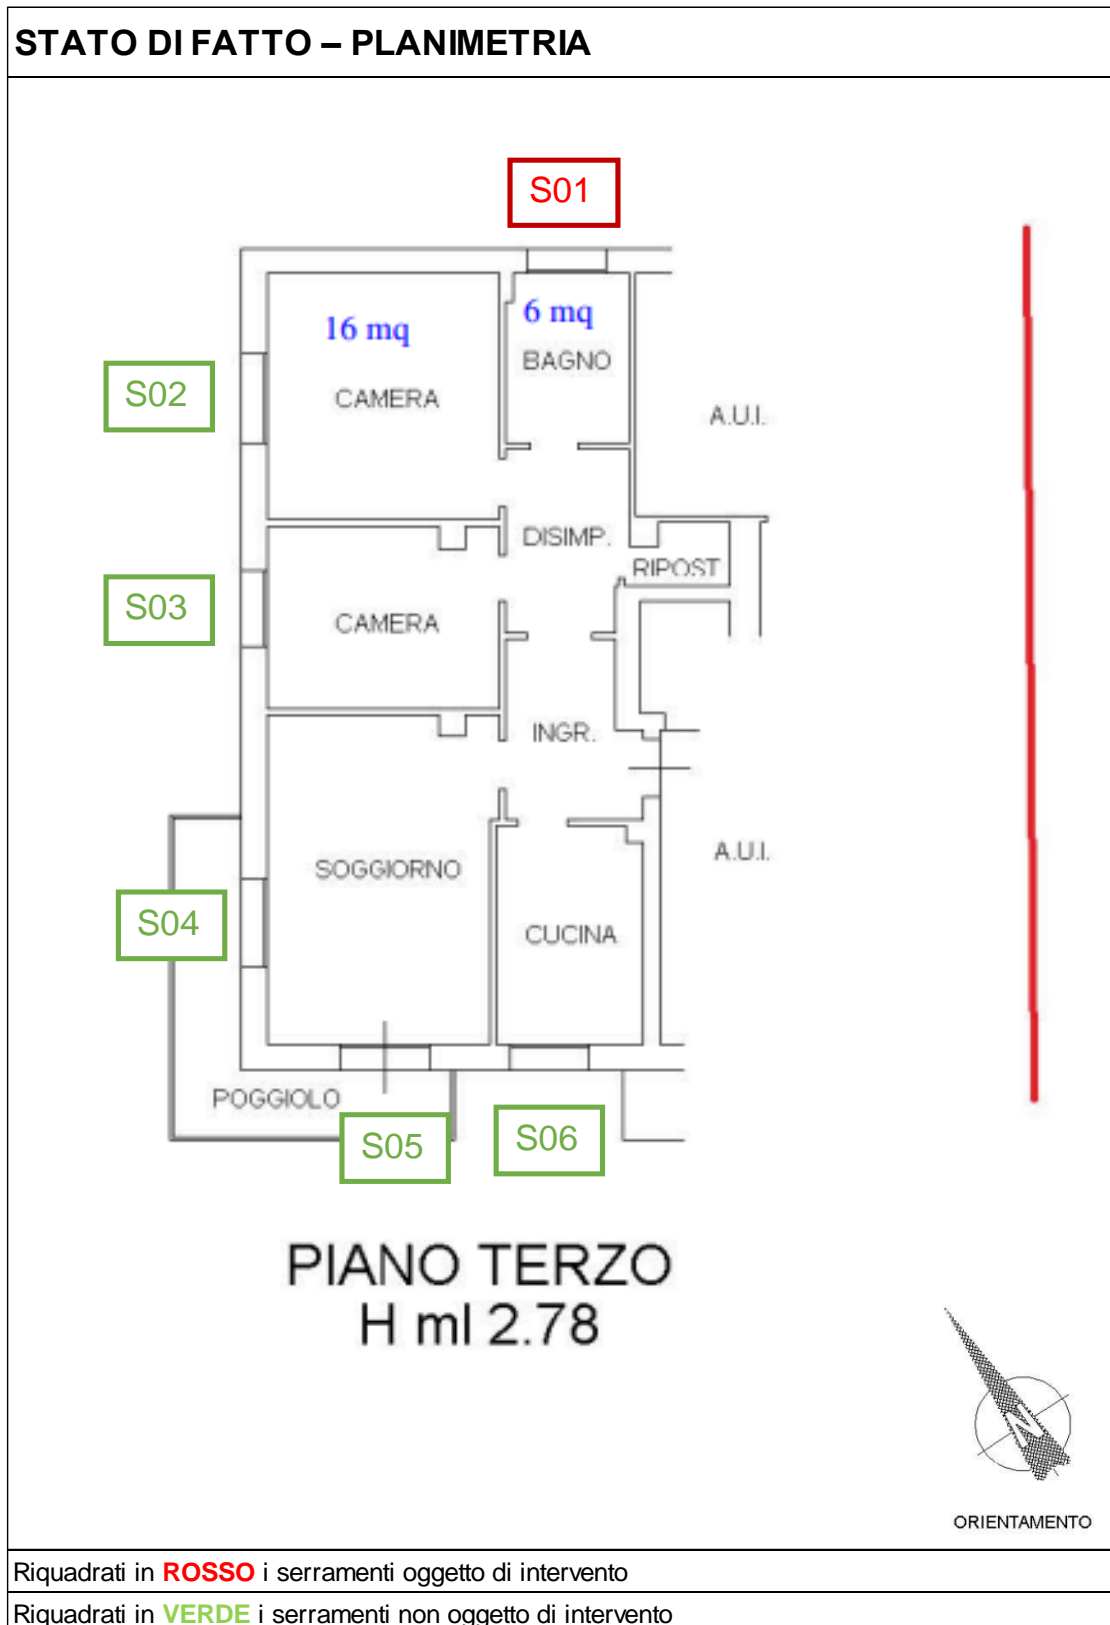 STATO DI FATTO – PLANIMETRIA
S01
16 mq
6 mq
BAGNO
S02
CAMERA
A.U.I.
DISIMP.
RIPOST
S03
CAMERA
INGR.
A.U.I.
SOGGIORNO
S04
CUCINA
POGGIOLO
S05
S06
PIANO TERZO
H ml 2.78
N
ORIENTAMENTO
Riquadrati in ROSSO i serramenti oggetto di intervento
Riquadrati in VERDE i serramenti non oggetto di intervento